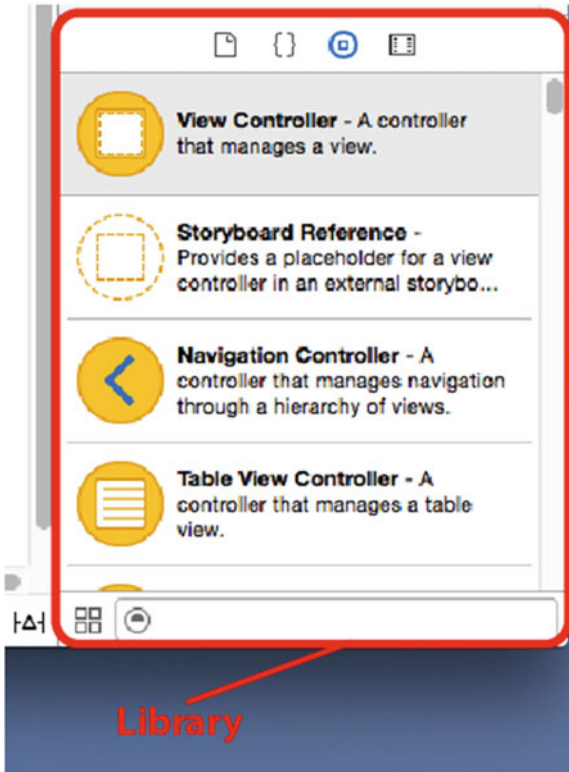 {}
View Controller - A controller
that manages a view.
Storyboard Reference -
Provides a placeholder for a view
controller in an external storybo...
Navigation Controller - A
controller that manages navigation
through a hierarchy of views.
Table View Controller - A
controller that manages a table
view.
Library